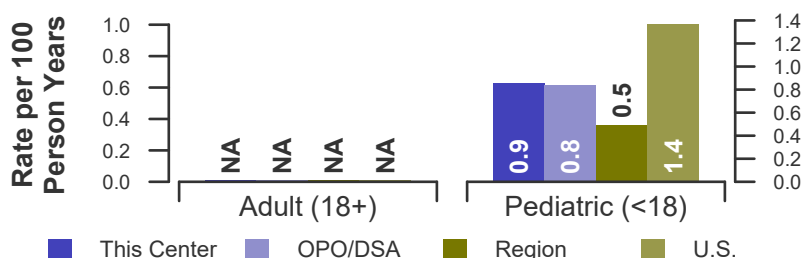 Rate per 100
Person Years
1.0
0.8
0.6
0.4
0.2
0.0
NA NA NA NA
0.9 0.8 0.5 1.4
1.4
1.2
1.0
0.8
0.6
0.4
0.2
0.0
Adult (18+) Pediatric (<18)
This Center OPO/DSA Region U.S.